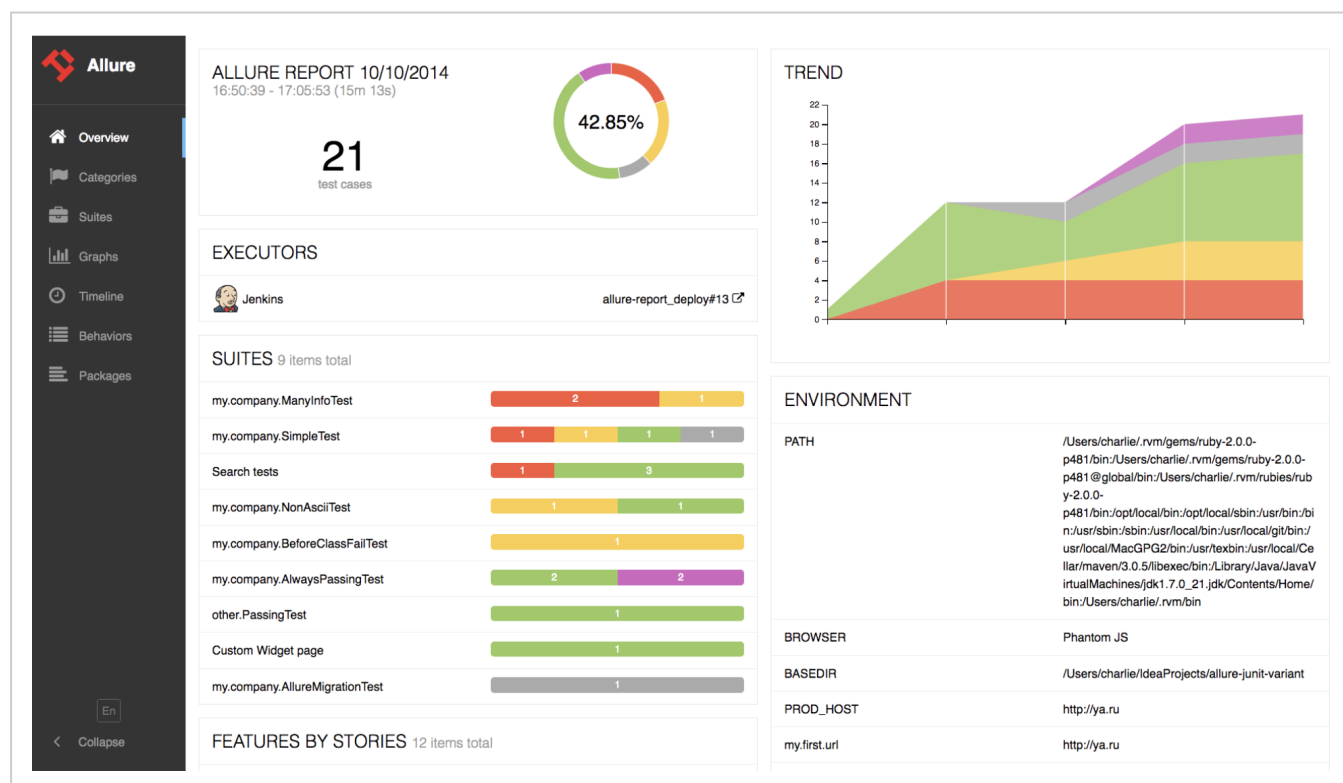 Allure
Overview
Categories
Suites
Graphs
Timeline
Behaviors
Packages
En
Collapse
ALLURE REPORT 10/10/2014
16:50:39 - 17:05:53 (15m 13s)
21
test cases
42.85%
EXECUTORS
Jenkins allure-report_deploy#13
SUITES 9 items total
my.company.ManyInfoTest 2 1
my.company.SimpleTest 1 1 1 1
Search tests 1 3
my.company.NonAsciiTest 1 1
my.company.BeforeClassFailTest 1
my.company.AlwaysPassingTest 2 2
other.PassingTest 1
Custom Widget page 1
my.company.AllureMigrationTest 1
FEATURES BY STORIES 12 items total
TREND
22
20
18
16
14
12
10
8
6
4
2
0
ENVIRONMENT
PATH /Users/charlie/.rvm/gems/ruby-2.0.0-
p481/bin:/Users/charlie/.rvm/gems/ruby-2.0.0-
p481@global/bin:/Users/charlie/.rvm/rubies/rub
y-2.0.0-
p481/bin:/opt/local/bin:/opt/local/sbin:/usr/bin:/bi
n:/usr/sbin:/sbin:/usr/local/bin:/usr/local/git/bin:/
usr/local/MacGPG2/bin:/usr/texbin:/usr/local/Ce
llar/maven/3.0.5/libexec/bin:/Library/Java/JavaV
irtualMachines/jdk1.7.0_21.jdk/Contents/Home/
bin:/Users/charlie/.rvm/bin
BROWSER Phantom JS
BASEDIR /Users/charlie/IdeaProjects/allure-junit-variant
PROD_HOST http://ya.ru
my.first.url http://ya.ru